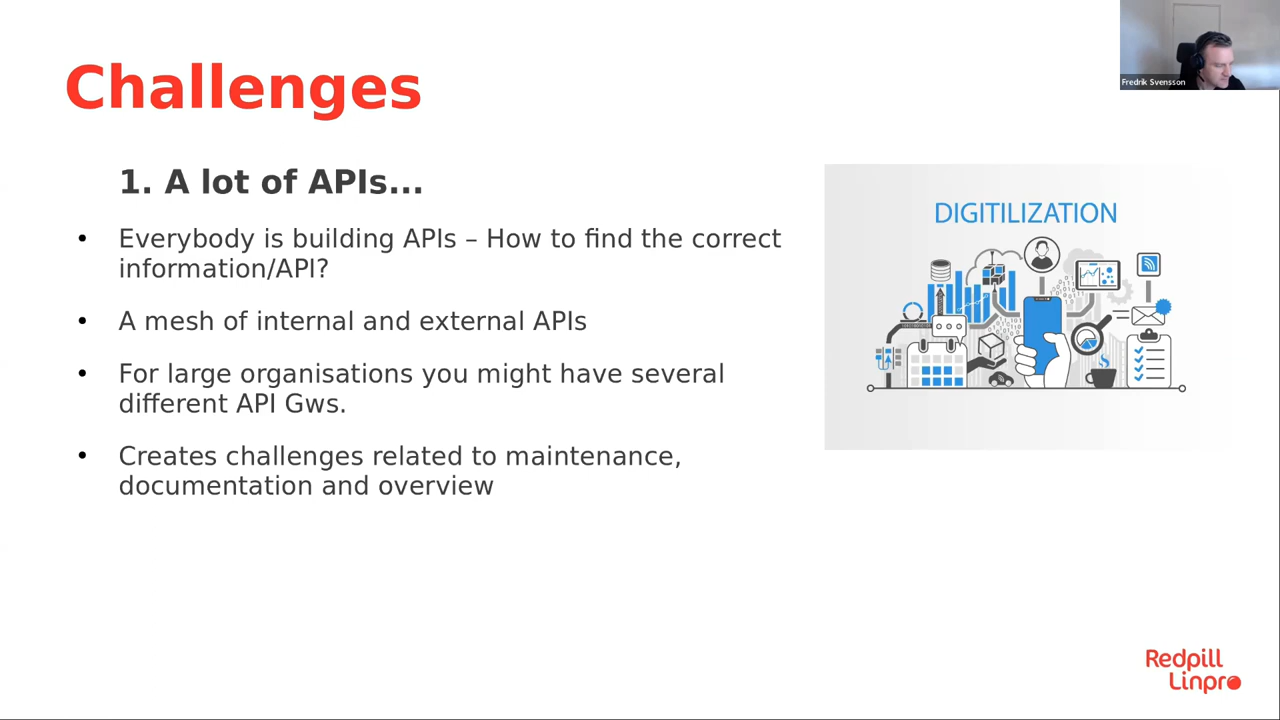 Challenges
Fredrik Svensson
1. A lot of APIs...
• Everybody is building APIs – How to find the correct
information/API?
• A mesh of internal and external APIs
• For large organisations you might have several
different API Gws.
• Creates challenges related to maintenance,
documentation and overview
DIGITILIZATION
Redpill
Linpro